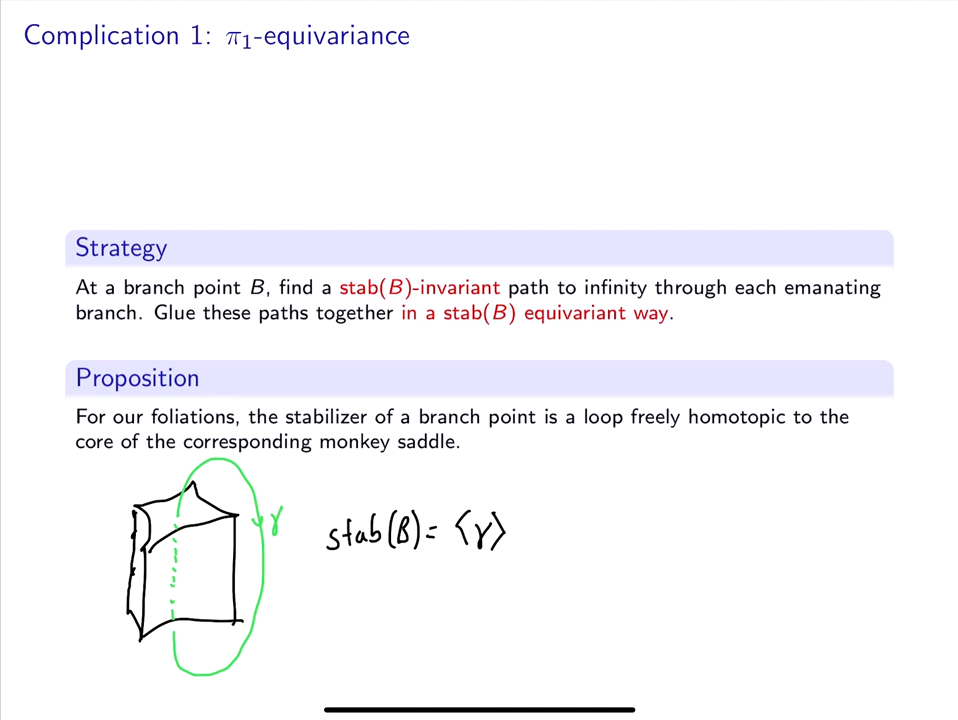 Complication 1: π₁-equivariance
Strategy
At a branch point B, find a stab(B)-invariant path to infinity through each emanating
branch. Glue these paths together in a stab(B) equivariant way.
Proposition
For our foliations, the stabilizer of a branch point is a loop freely homotopic to the
core of the corresponding monkey saddle.
γ
stab(B) = ⟨γ⟩